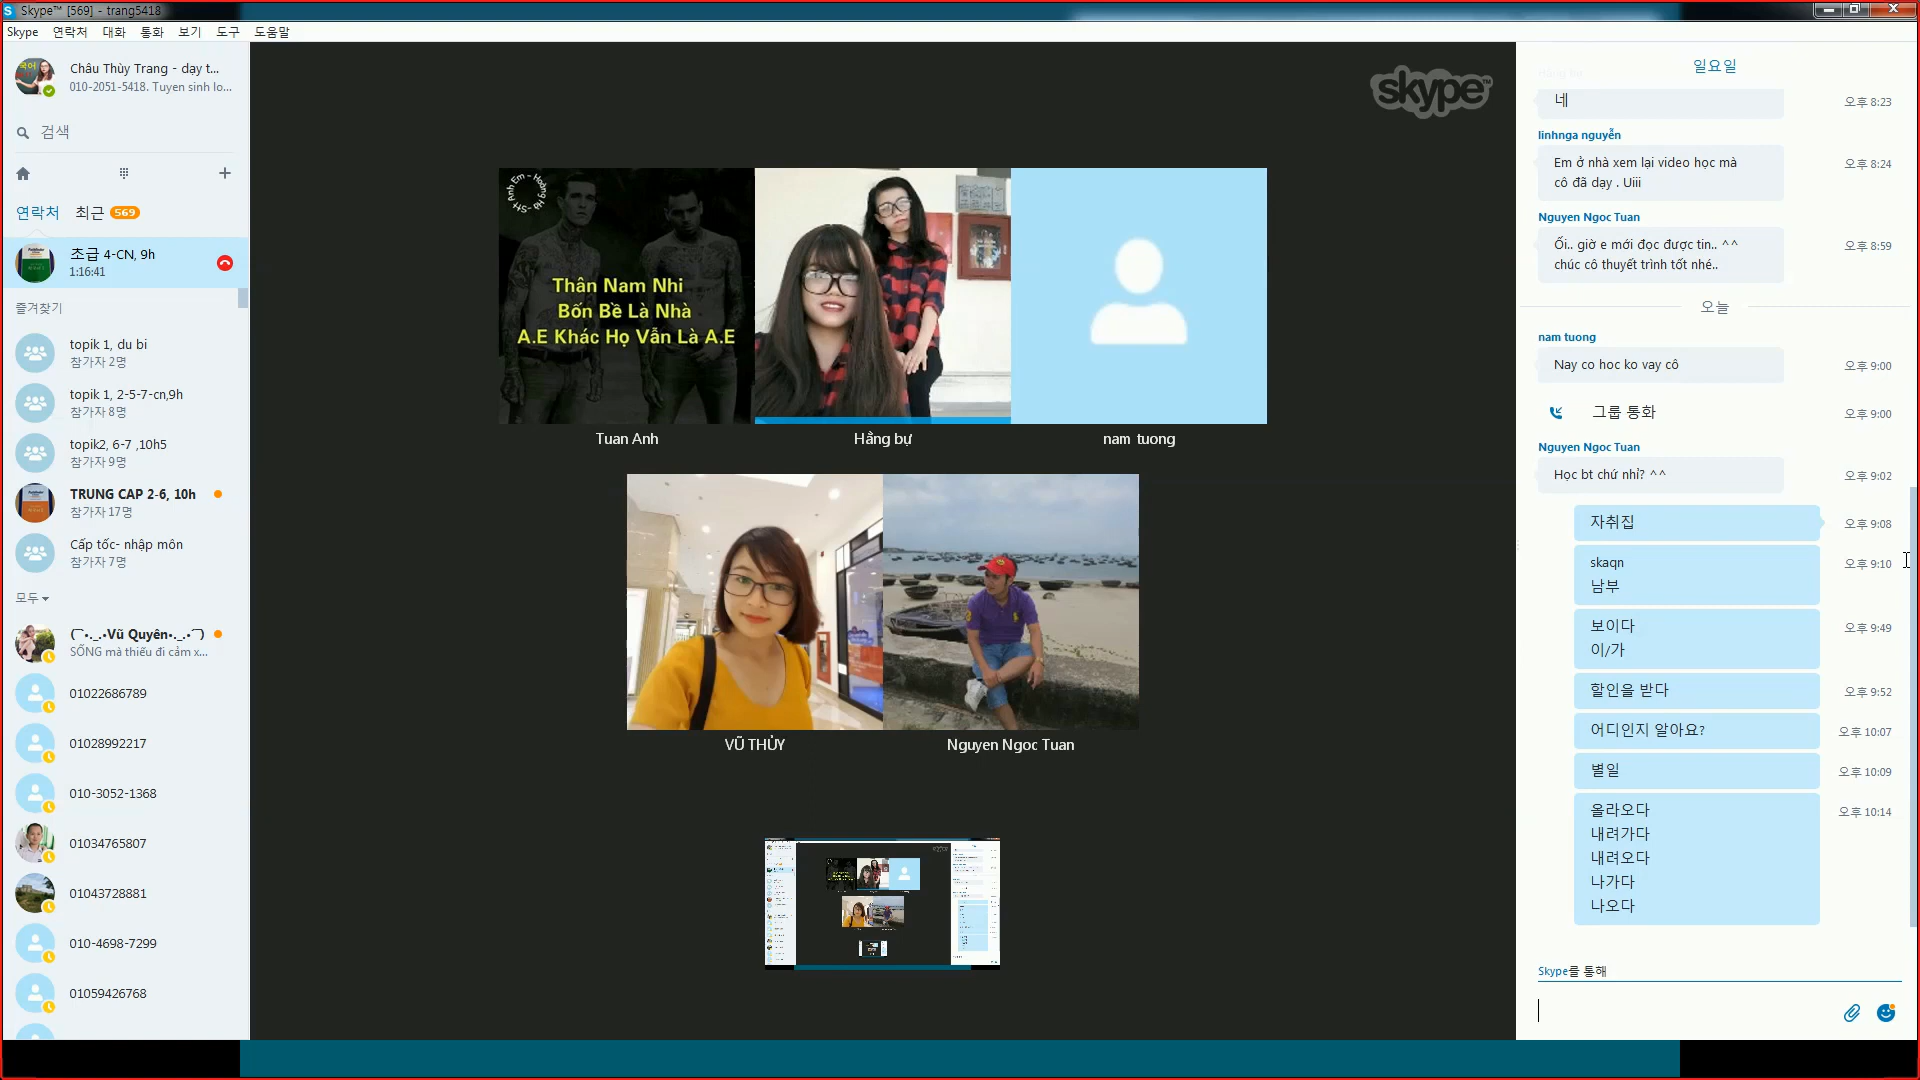 Skype™ [569] - trang5418
Skype 연락처 대화 통화 보기 도구 도움말
Châu Thùy Trang - dạy t...
010-2051-5418. Tuyen sinh lo...
검색
연락처 최근 569
초급 4-CN, 9h
1:16:41
즐겨찾기
topik 1, du bi
참가자 2명
topik 1, 2-5-7-cn,9h
참가자 8명
topik2, 6-7 ,10h5
참가자 9명
TRUNG CAP 2-6, 10h
참가자 17명
Cấp tốc- nhập môn
참가자 7명
모두
(¯`•._.•Vũ Quyên•._.•´¯)
SỐNG mà thiếu đi cảm x...
01022686789
01028992217
010-3052-1368
01034765807
01043728881
010-4698-7299
01059426768
skype™
Anh Em - Hoàng Hà
Thân Nam Nhi
Bốn Bề Là Nhà
A.E Khác Họ Vẫn Là A.E
Tuan Anh
Hằng bự
nam tuong
VŨ THỦY
Nguyen Ngoc Tuan
일요일
네
오후 8:23
linhnga nguyễn
Em ở nhà xem lại video học mà
cô đã dạy . Uiii
오후 8:24
Nguyen Ngoc Tuan
Ối.. giờ e mới đọc được tin.. ^^
chúc cô thuyết trình tốt nhé..
오후 8:59
오늘
nam tuong
Nay co hoc ko vay cô
오후 9:00
그룹 통화
오후 9:00
Nguyen Ngoc Tuan
Học bt chứ nhỉ? ^^
오후 9:02
자취집
오후 9:08
skaqn
남부
오후 9:10
보이다
이/가
오후 9:49
할인을 받다
오후 9:52
어디인지 알아요?
오후 10:07
별일
오후 10:09
올라오다
내려가다
내려오다
나가다
나오다
오후 10:14
Skype를 통해